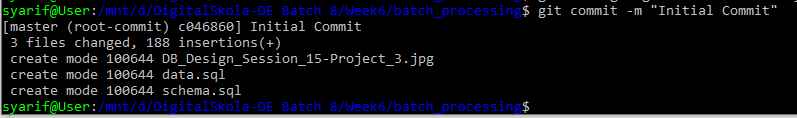 syarif@User:/mnt/d/DigitalSkola-DE Batch 8/Week6/batch_processing$ git commit -m "Initial Commit"
[master (root-commit) c046860] Initial Commit
 3 files changed, 188 insertions(+)
 create mode 100644 DB_Design_Session_15-Project_3.jpg
 create mode 100644 data.sql
 create mode 100644 schema.sql
syarif@User:/mnt/d/DigitalSkola-DE Batch 8/Week6/batch_processing$